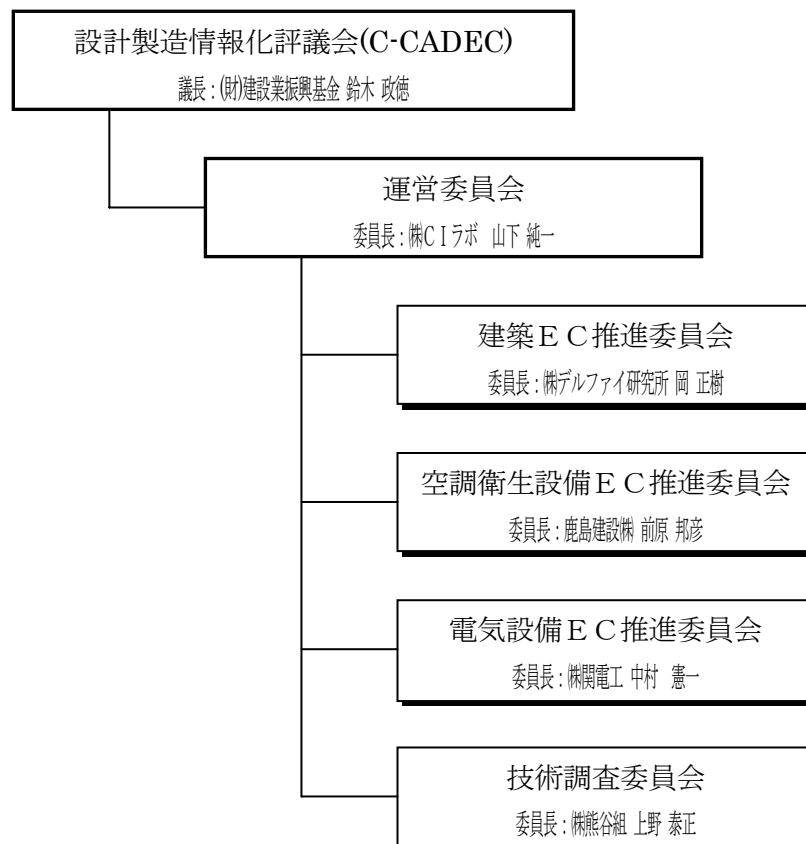 設計製造情報化評議会(C-CADEC)
議長：(財)建設業振興基金 鈴木 政徳
運営委員会
委員長：㈱ＣＩラボ 山下 純一
建築ＥＣ推進委員会
委員長：㈱デルファイ研究所 岡 正樹
空調衛生設備ＥＣ推進委員会
委員長：鹿島建設㈱ 前原 邦彦
電気設備ＥＣ推進委員会
委員長：㈱関電工 中村 憲一
技術調査委員会
委員長：㈱熊谷組 上野 泰正